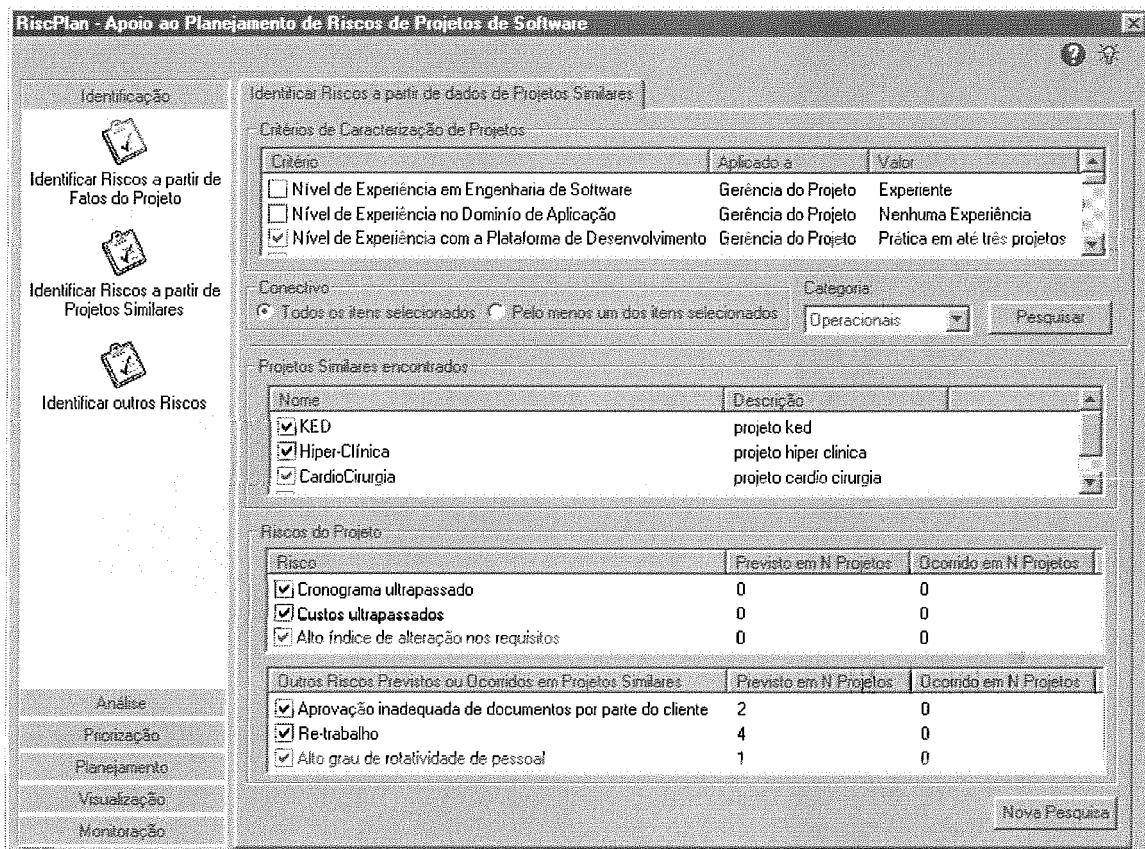 RiscPlan - Apoio ao Planejamento de Riscos de Projetos de Software
Identificação
Identificar Riscos a partir de Fatos do Projeto
Identificar Riscos a partir de Projetos Similares
Identificar outros Riscos
Análise
Priorização
Planejamento
Visualização
Monitoração
Identificar Riscos a partir de dados de Projetos Similares
Critérios de Caracterização de Projetos
Critério Aplicado a Valor
Nível de Experiência em Engenharia de Software Gerência do Projeto Experiente
Nível de Experiência no Domínío de Aplicação Gerência do Projeto Nenhuma Experiência
Nível de Experiência com a Plataforma de Desenvolvimento Gerência do Projeto Prática em até três projetos
Conectivo
Todos os itens selecionados Pelo menos um dos itens selecionados
Categoria:
Operacionais
Pesquisar
Projetos Similares encontrados
Nome Descrição
KED projeto ked
Hiper-Clínica projeto hiper clinica
CardioCirurgia projeto cardio cirurgia
Riscos do Projeto
Risco Previsto em N Projetos Ocorrido em N Projetos
Cronograma ultrapassado 0 0
Custos ultrapassados 0 0
Alto índice de alteração nos requisitos 0 0
Outros Riscos Previstos ou Ocorridos em Projetos Similares Previsto em N Projetos Ocorrido em N Projetos
Aprovação inadequada de documentos por parte do cliente 2 0
Re-trabalho 4 0
Alto grau de rotatividade de pessoal 1 0
Nova Pesquisa